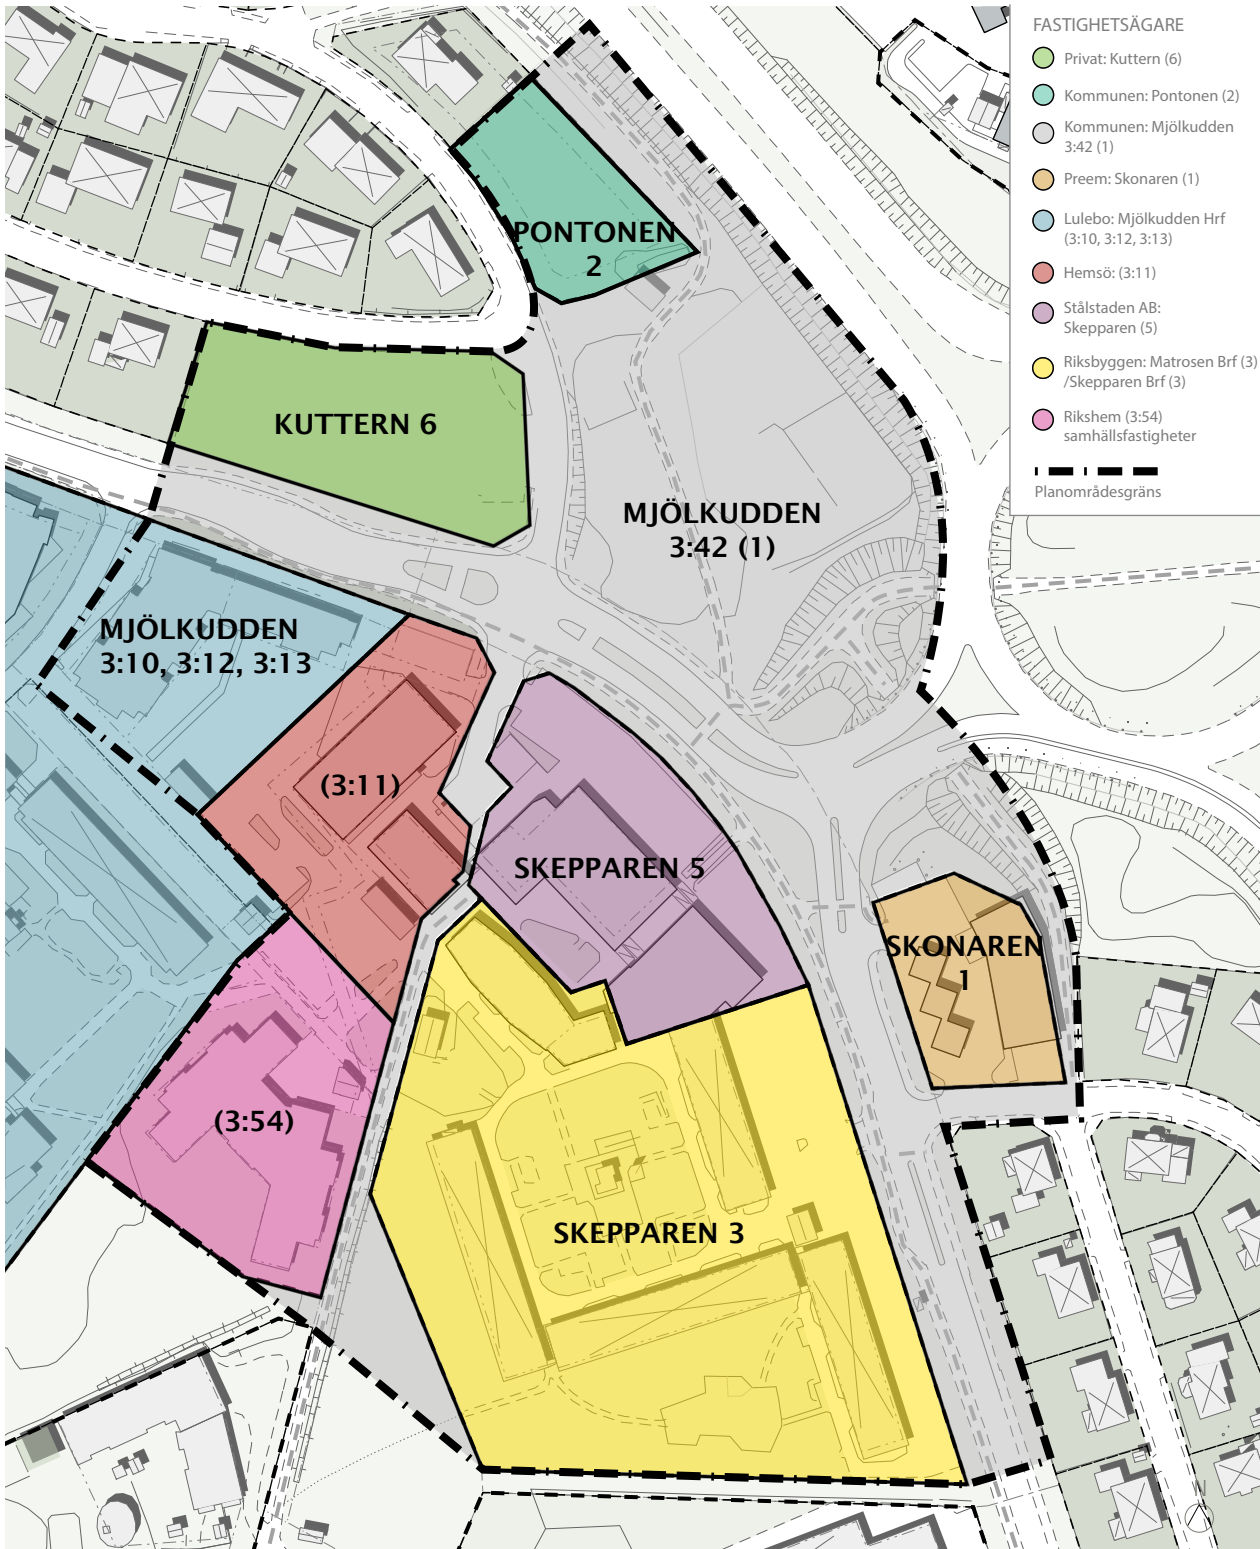 FASTIGHETSÄGARE
Privat: Kuttern (6)
Kommunen: Pontonen (2)
Kommunen: Mjölkudden
3:42 (1)
Preem: Skonaren (1)
Lulebo: Mjölkudden Hrf
(3:10, 3:12, 3:13)
Hemsö: (3:11)
Stålstaden AB:
Skepparen (5)
Riksbyggen: Matrosen Brf (3)
/Skepparen Brf (3)
Rikshem (3:54)
samhällsfastigheter
Planområdesgräns
PONTONEN
2
KUTTERN 6
MJÖLKUDDEN
3:42 (1)
MJÖLKUDDEN
3:10, 3:12, 3:13
(3:11)
SKEPPAREN 5
SKONAREN
1
(3:54)
SKEPPAREN 3
N